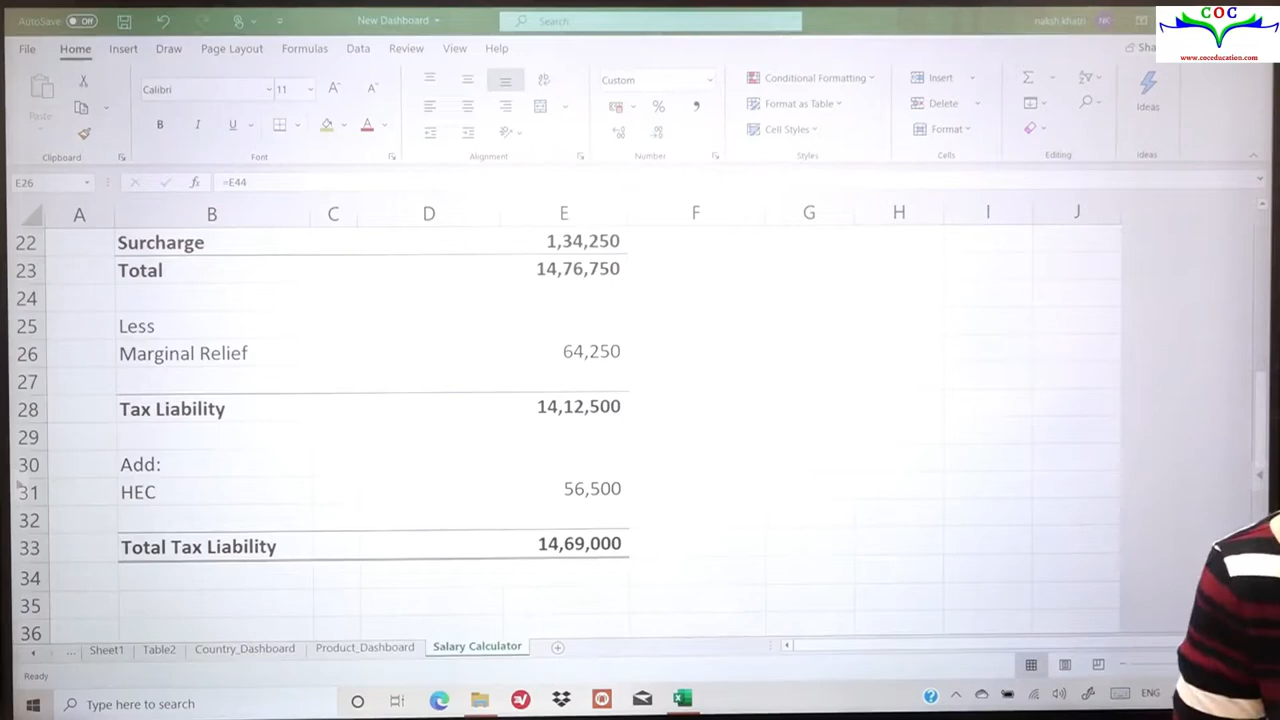 AutoSave Off New Dashboard Search naksh khatri NK
COC
www.coceducation.com
File Home Insert Draw Page Layout Formulas Data Review View Help Sha
Paste Calibri 11 Custom Conditional Formatting Insert Ideas
Format as Table Delete
B I U A % Cell Styles Format
Clipboard Font Alignment Number Styles Cells Editing Ideas
E26 fx =E44
A B C D E F G H I J
22 Surcharge 1,34,250
23 Total 14,76,750
24
25 Less
26 Marginal Relief 64,250
27
28 Tax Liability 14,12,500
29
30 Add:
31 HEC 56,500
32
33 Total Tax Liability 14,69,000
34
35
36
... Sheet1 Table2 Country_Dashboard Product_Dashboard Salary Calculator
Ready
Type here to search ENG